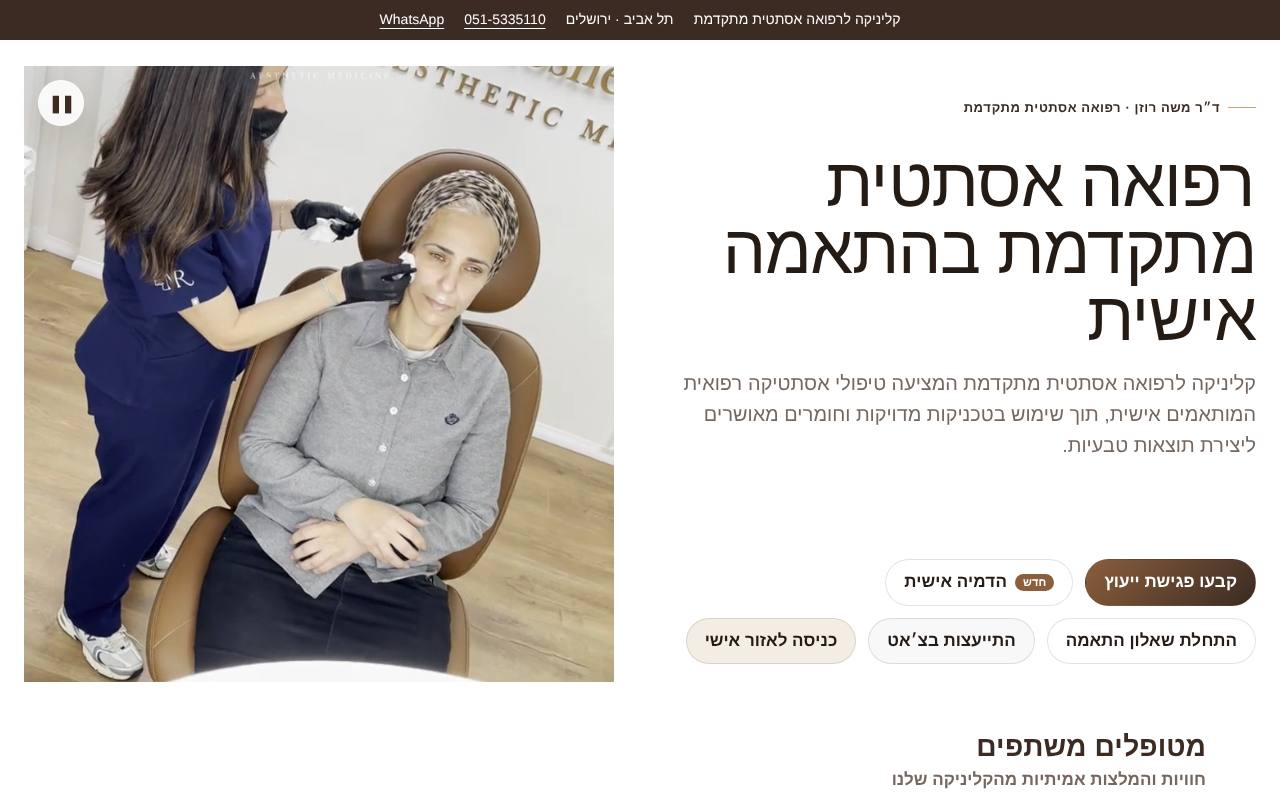 קליניקה לרפואה אסתטית מתקדמת תל אביב · ירושלים 051-5335110 WhatsApp
ד״ר משה רוזן · רפואה אסתטית מתקדמת
רפואה אסתטית
מתקדמת בהתאמה
אישית
קליניקה לרפואה אסתטית מתקדמת המציעה טיפולי אסתטיקה רפואית
המותאמים אישית, תוך שימוש בטכניקות מדויקות וחומרים מאושרים
ליצירת תוצאות טבעיות.
קבעו פגישת ייעוץ
חדש הדמיה אישית
התחלת שאלון התאמה
התייעצות בצ׳אט
כניסה לאזור אישי
AESTHETIC MEDICINE
מטופלים משתפים
חוויות והמלצות אמיתיות מהקליניקה שלנו